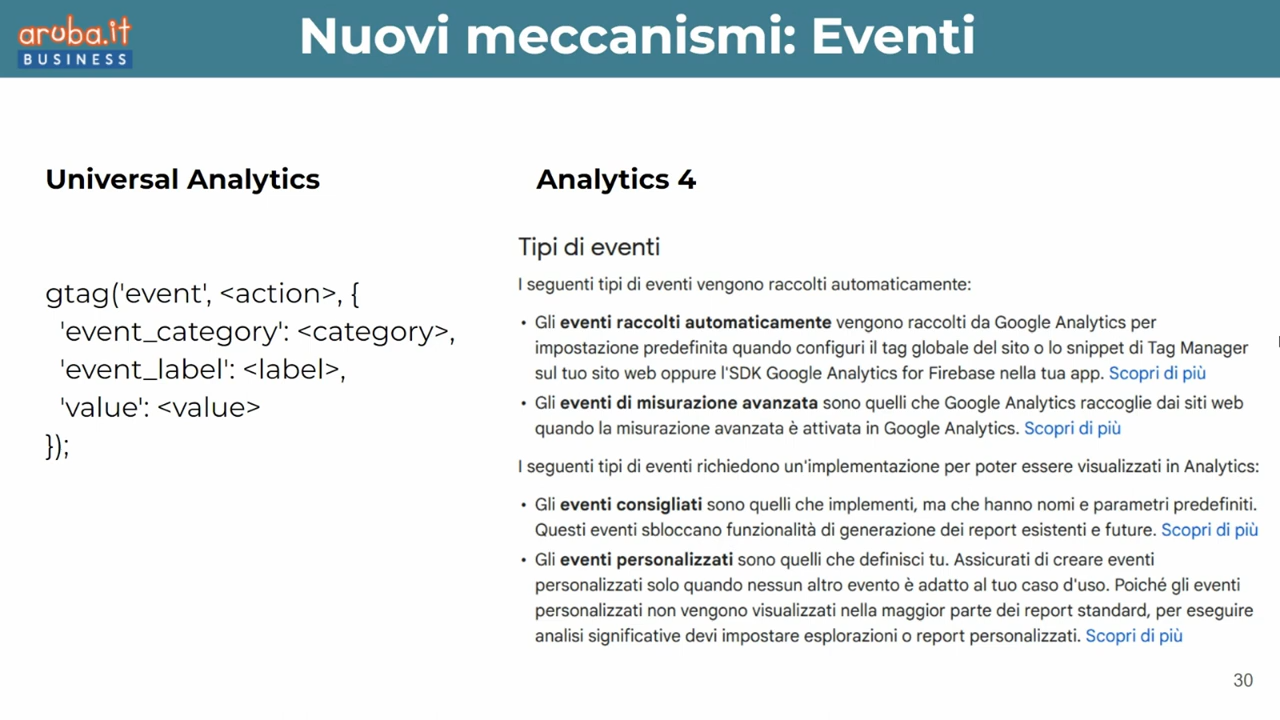 aruba.it
BUSINESS
Nuovi meccanismi: Eventi
Universal Analytics
gtag('event', <action>, {
'event_category': <category>,
'event_label': <label>,
'value': <value>
});
Analytics 4
Tipi di eventi
I seguenti tipi di eventi vengono raccolti automaticamente:
• Gli eventi raccolti automaticamente vengono raccolti da Google Analytics per
impostazione predefinita quando configuri il tag globale del sito o lo snippet di Tag Manager
sul tuo sito web oppure l'SDK Google Analytics for Firebase nella tua app. Scopri di più
• Gli eventi di misurazione avanzata sono quelli che Google Analytics raccoglie dai siti web
quando la misurazione avanzata è attivata in Google Analytics. Scopri di più
I seguenti tipi di eventi richiedono un'implementazione per poter essere visualizzati in Analytics:
• Gli eventi consigliati sono quelli che implementi, ma che hanno nomi e parametri predefiniti.
Questi eventi sbloccano funzionalità di generazione dei report esistenti e future. Scopri di più
• Gli eventi personalizzati sono quelli che definisci tu. Assicurati di creare eventi
personalizzati solo quando nessun altro evento è adatto al tuo caso d'uso. Poiché gli eventi
personalizzati non vengono visualizzati nella maggior parte dei report standard, per eseguire
analisi significative devi impostare esplorazioni o report personalizzati. Scopri di più
30